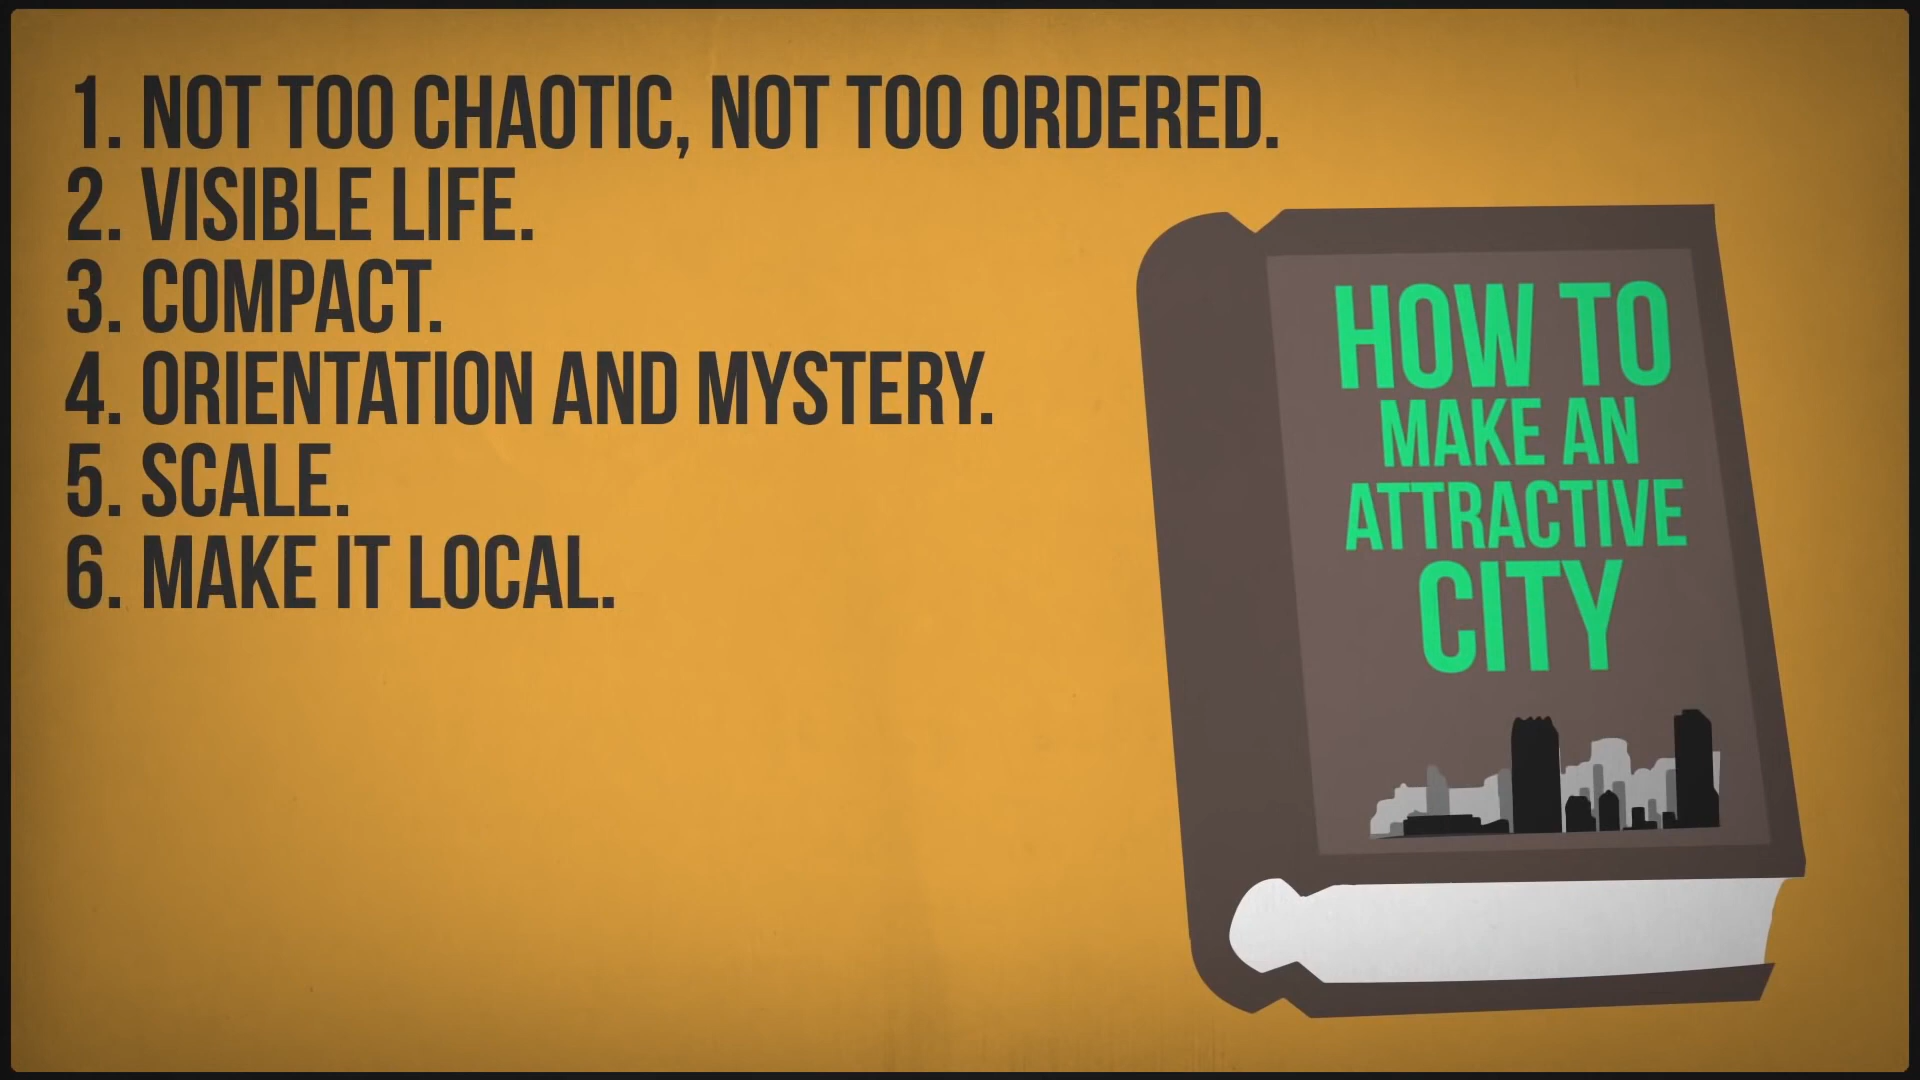 1. NOT TOO CHAOTIC, NOT TOO ORDERED.
2. VISIBLE LIFE.
3. COMPACT.
4. ORIENTATION AND MYSTERY.
5. SCALE.
6. MAKE IT LOCAL.
HOW TO
MAKE AN
ATTRACTIVE
CITY